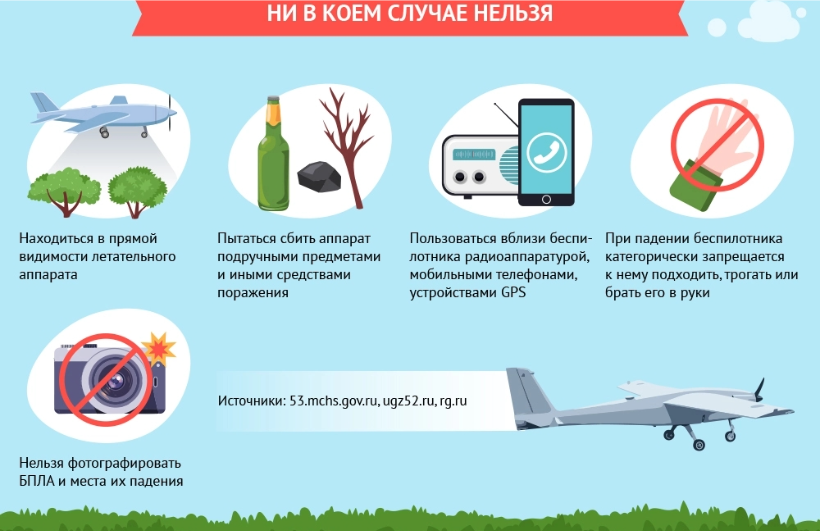 НИ В КОЕМ СЛУЧАЕ НЕЛЬЗЯ
Находиться в прямой
видимости летательного
аппарата
Пытаться сбить аппарат
подручными предметами
и иными средствами
поражения
Пользоваться вблизи беспи-
лотника радиоаппаратурой,
мобильными телефонами,
устройствами GPS
При падении беспилотника
категорически запрещается
к нему подходить, трогать или
брать его в руки
Нельзя фотографировать
БПЛА и места их падения
Источники: 53.mchs.gov.ru, ugz52.ru, rg.ru